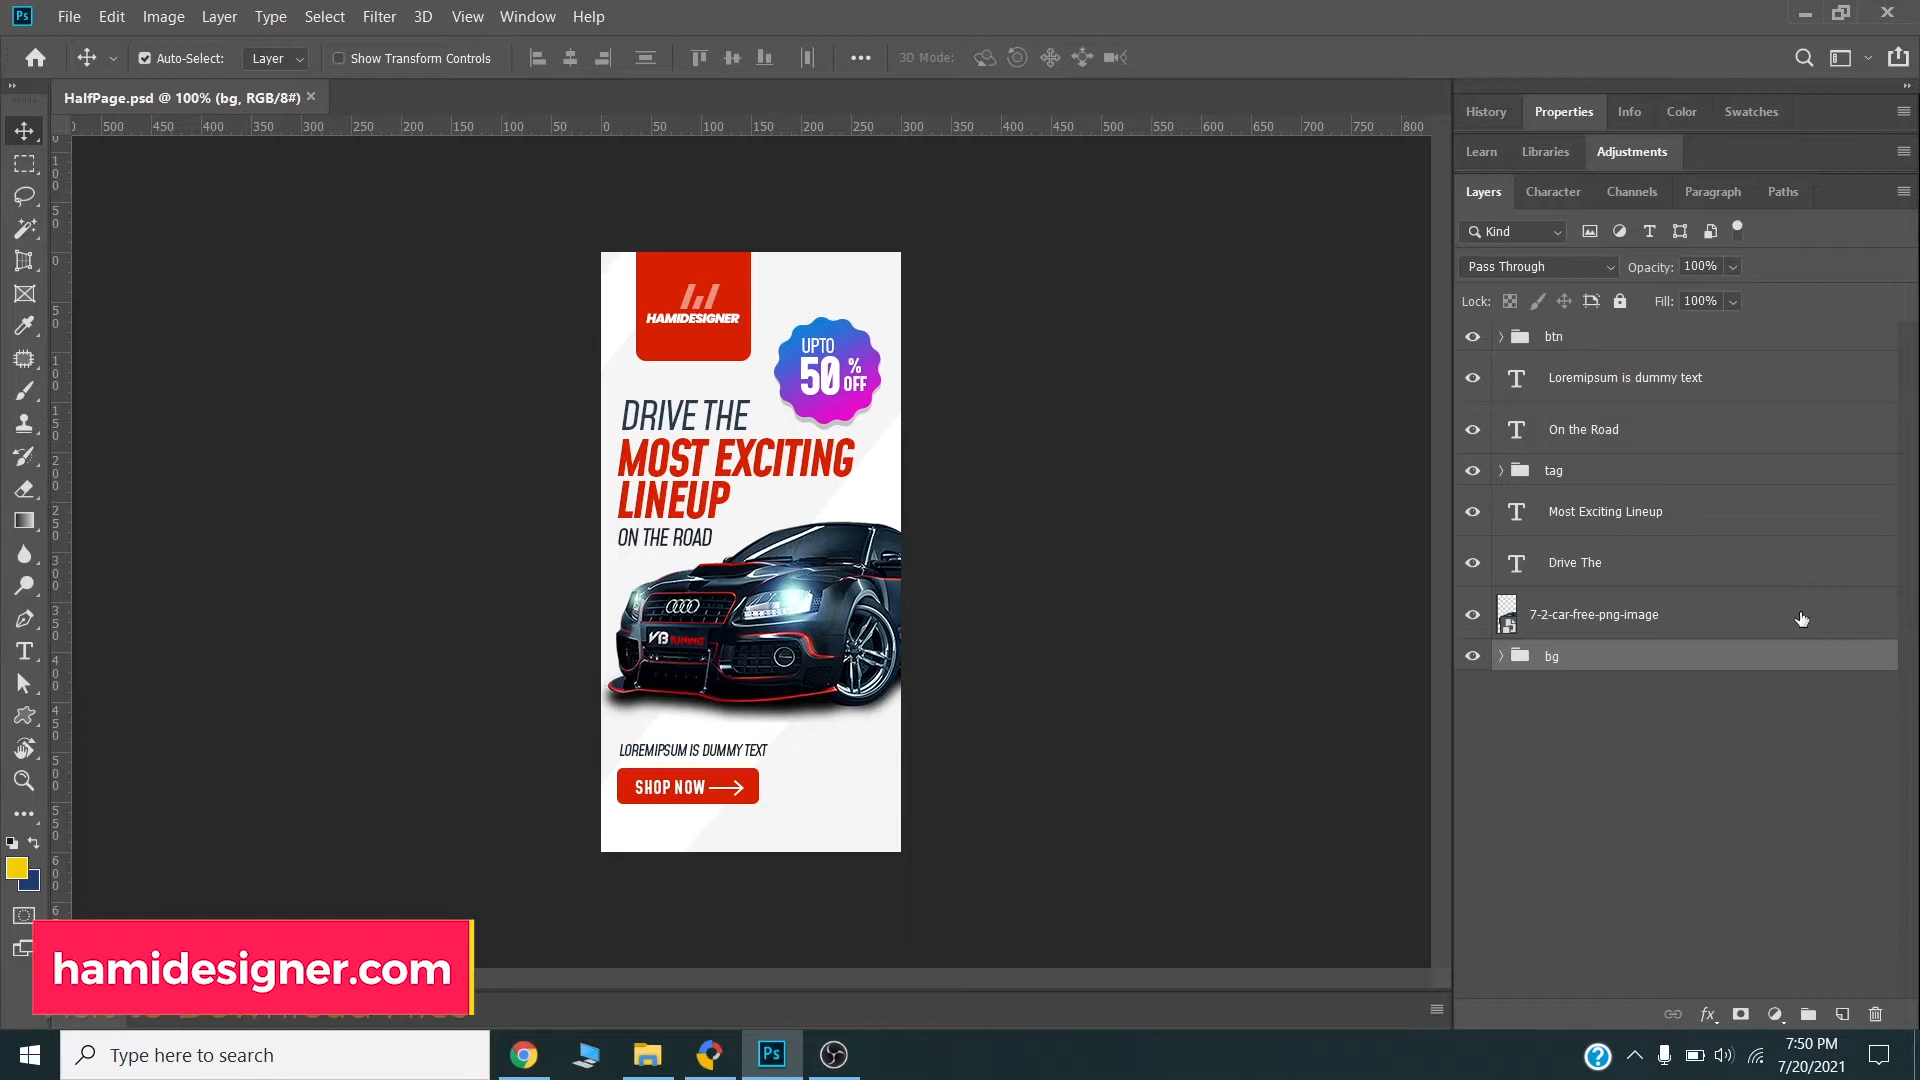 Ps File Edit Image Layer Type Select Filter 3D View Window Help
Auto-Select: Layer Show Transform Controls 3D Mode:
HalfPage.psd @ 100% (bg, RGB/8#)
500 450 400 350 300 250 200 150 100 50 0 50 100 150 200 250 300 350 400 450 500 550 600 650 700 750 800
History Properties Info Color Swatches
Learn Libraries Adjustments
Layers Character Channels Paragraph Paths
Kind
Pass Through Opacity: 100%
Lock: Fill: 100%
btn
Loremipsum is dummy text
On the Road
tag
Most Exciting Lineup
Drive The
7-2-car-free-png-image
bg
HAMIDESIGNER
UPTO
50 % OFF
DRIVE THE
MOST EXCITING
LINEUP
ON THE ROAD
TUNING
LOREMIPSUM IS DUMMY TEXT
SHOP NOW
hamidesigner.com
Type here to search
Ps
7:50 PM
7/20/2021